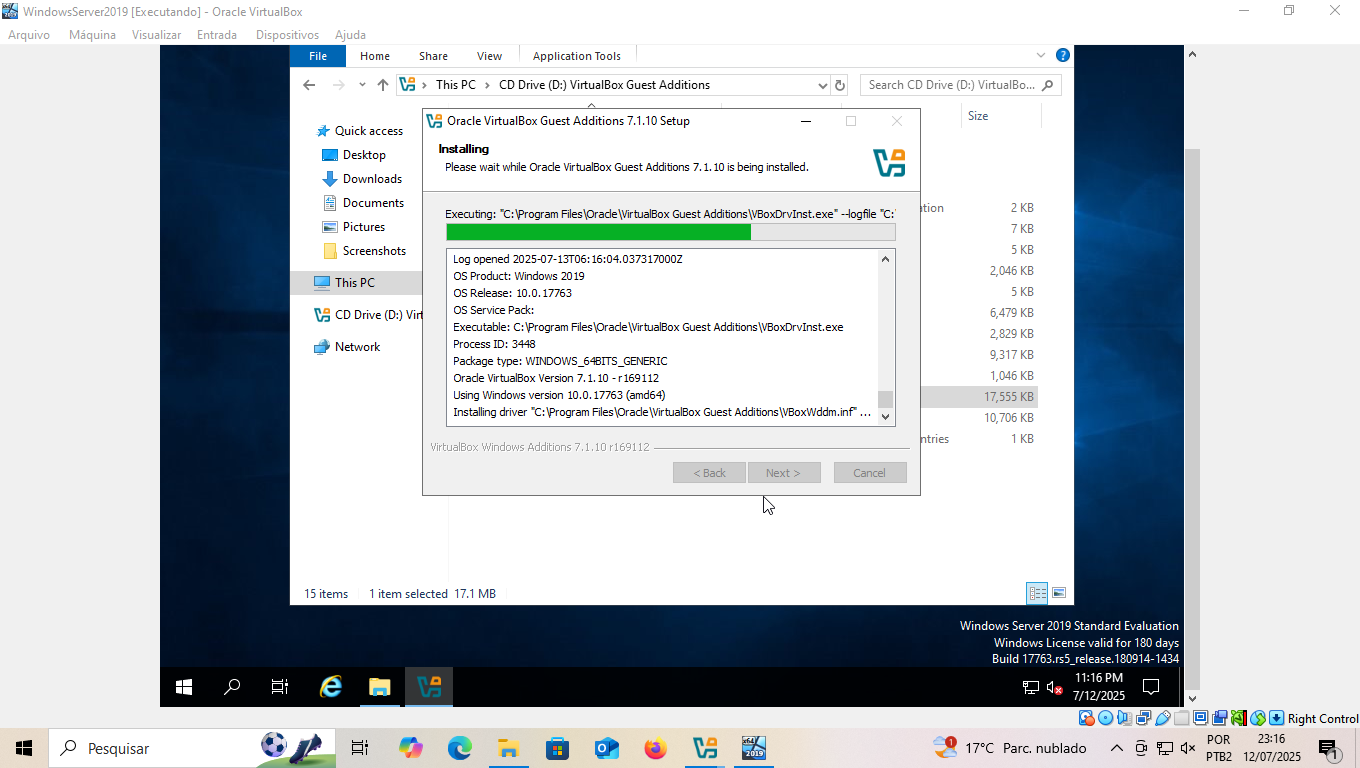 WindowsServer2019 [Executando] - Oracle VirtualBox
Arquivo Máquina Visualizar Entrada Dispositivos Ajuda
File Home Share View Application Tools
This PC CD Drive (D:) VirtualBox Guest Additions
Search CD Drive (D:) VirtualBo...
Size
Quick access
Desktop
Downloads
Documents
Pictures
Screenshots
This PC
CD Drive (D:) Virt
Network
Oracle VirtualBox Guest Additions 7.1.10 Setup
Installing
Please wait while Oracle VirtualBox Guest Additions 7.1.10 is being installed.
Executing: "C:\Program Files\Oracle\VirtualBox Guest Additions\VBoxDrvInst.exe" --logfile "C:
Log opened 2025-07-13T06:16:04.037317000Z
OS Product: Windows 2019
OS Release: 10.0.17763
OS Service Pack:
Executable: C:\Program Files\Oracle\VirtualBox Guest Additions\VBoxDrvInst.exe
Process ID: 3448
Package type: WINDOWS_64BITS_GENERIC
Oracle VirtualBox Version 7.1.10 - r169112
Using Windows version 10.0.17763 (amd64)
Installing driver "C:\Program Files\Oracle\VirtualBox Guest Additions\VBoxWddm.inf" ...
VirtualBox Windows Additions 7.1.10 r169112
< Back Next > Cancel
ation 2 KB
7 KB
5 KB
2,046 KB
5 KB
6,479 KB
2,829 KB
9,317 KB
1,046 KB
17,555 KB
10,706 KB
ntries 1 KB
15 items 1 item selected 17.1 MB
Windows Server 2019 Standard Evaluation
Windows License valid for 180 days
Build 17763.rs5_release.180914-1434
11:16 PM
7/12/2025
Right Control
Pesquisar
x64
2019
1
17°C Parc. nublado
POR
PTB2
23:16
12/07/2025
1